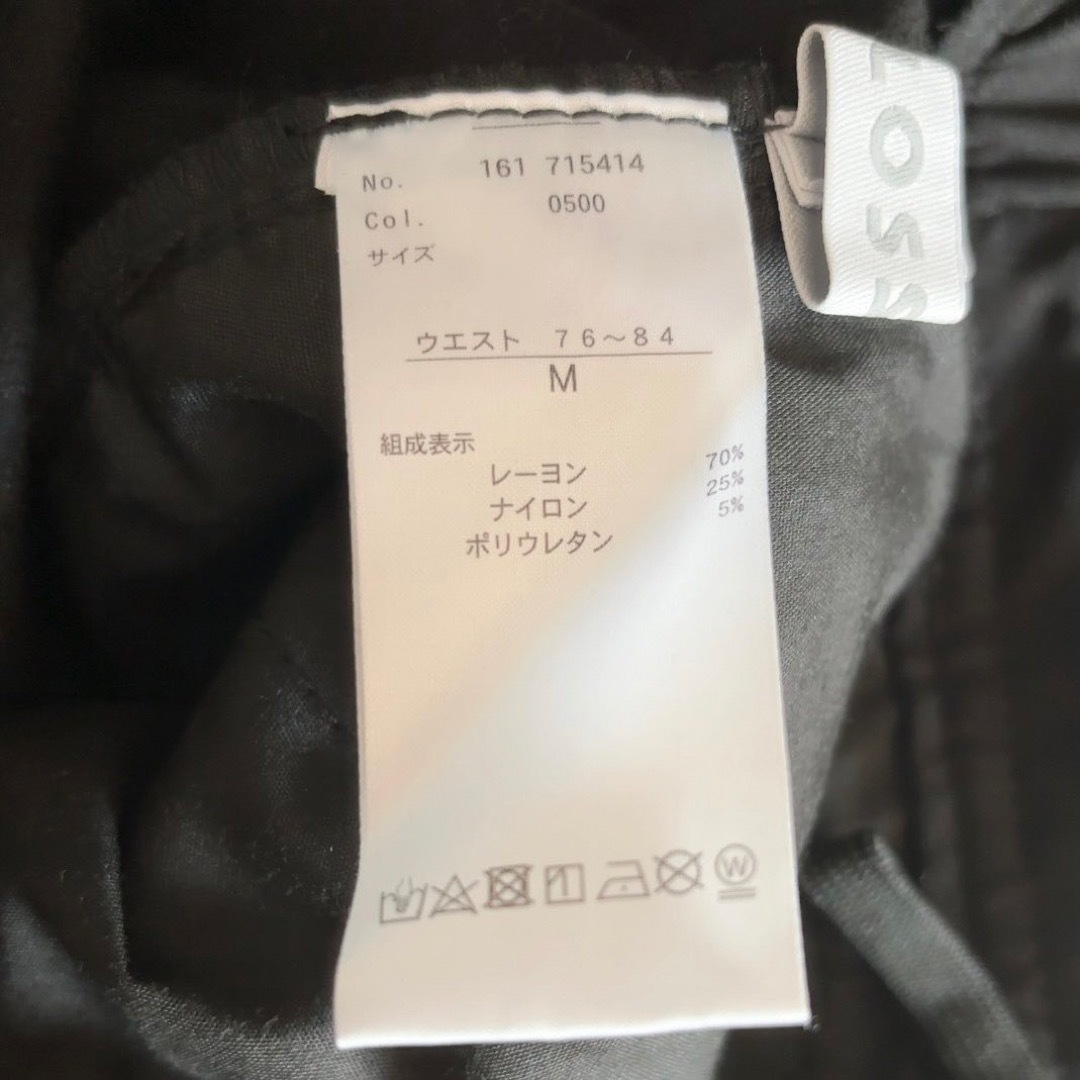 No. 161 715414
Col. 0500
サイズ
ウエスト 76～84
M
組成表示
レーヨン 70%
ナイロン 25%
ポリウレタン 5%
W
LOSS